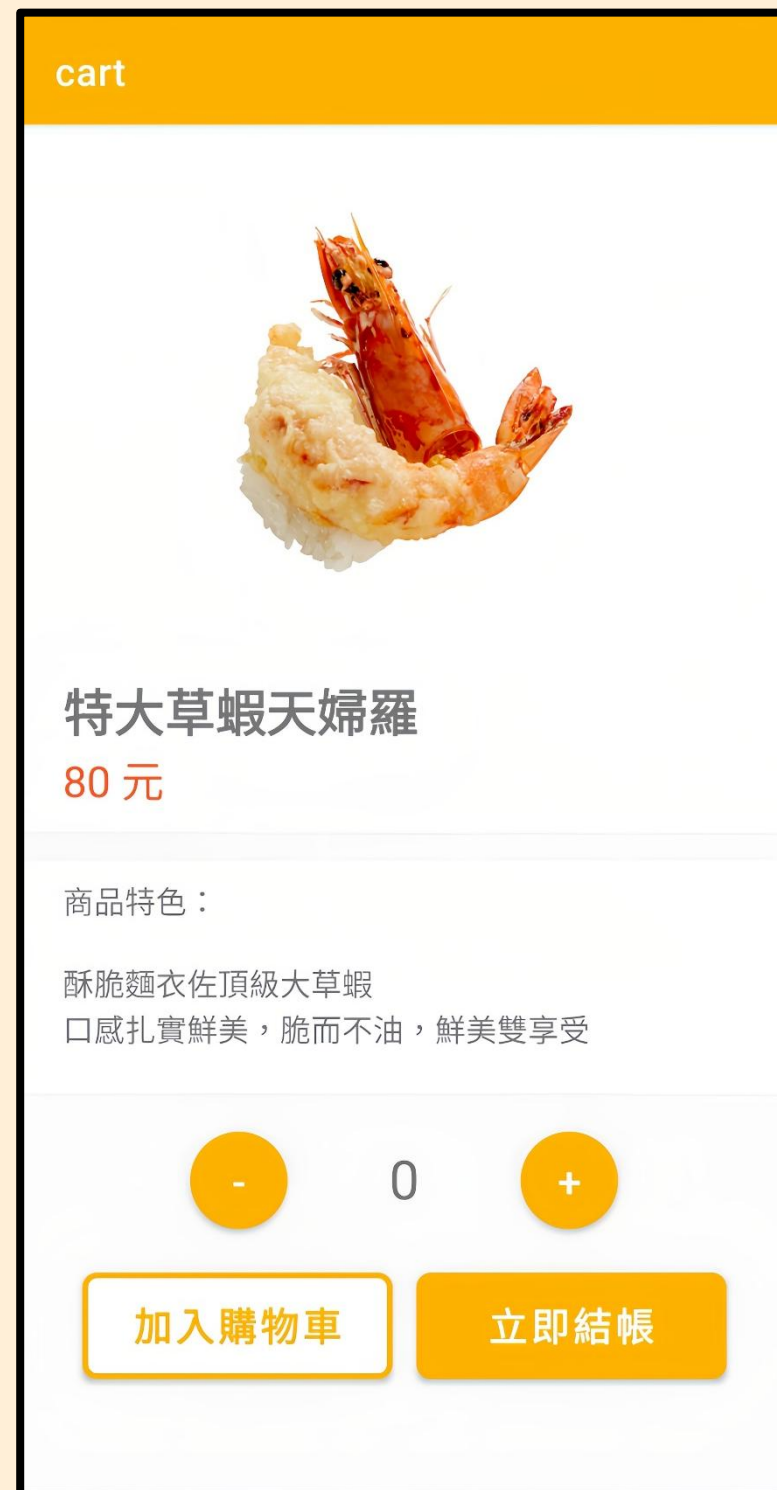 cart
特大草蝦天婦羅
80 元
商品特色：
酥脆麵衣佐頂級大草蝦
口感扎實鮮美，脆而不油，鮮美雙享受
- 0 +
加入購物車 立即結帳